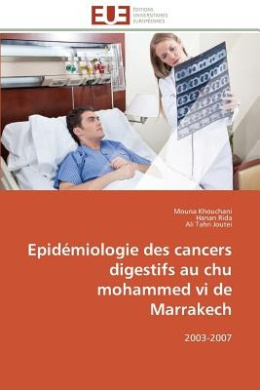 EUE
ÉDITIONS
UNIVERSITAIRES
EUROPÉENNES
Mouna Khouchani
Hanan Rida
Ali Tahri Joutei
Epidémiologie des cancers
digestifs au chu
mohammed vi de
Marrakech
2003-2007